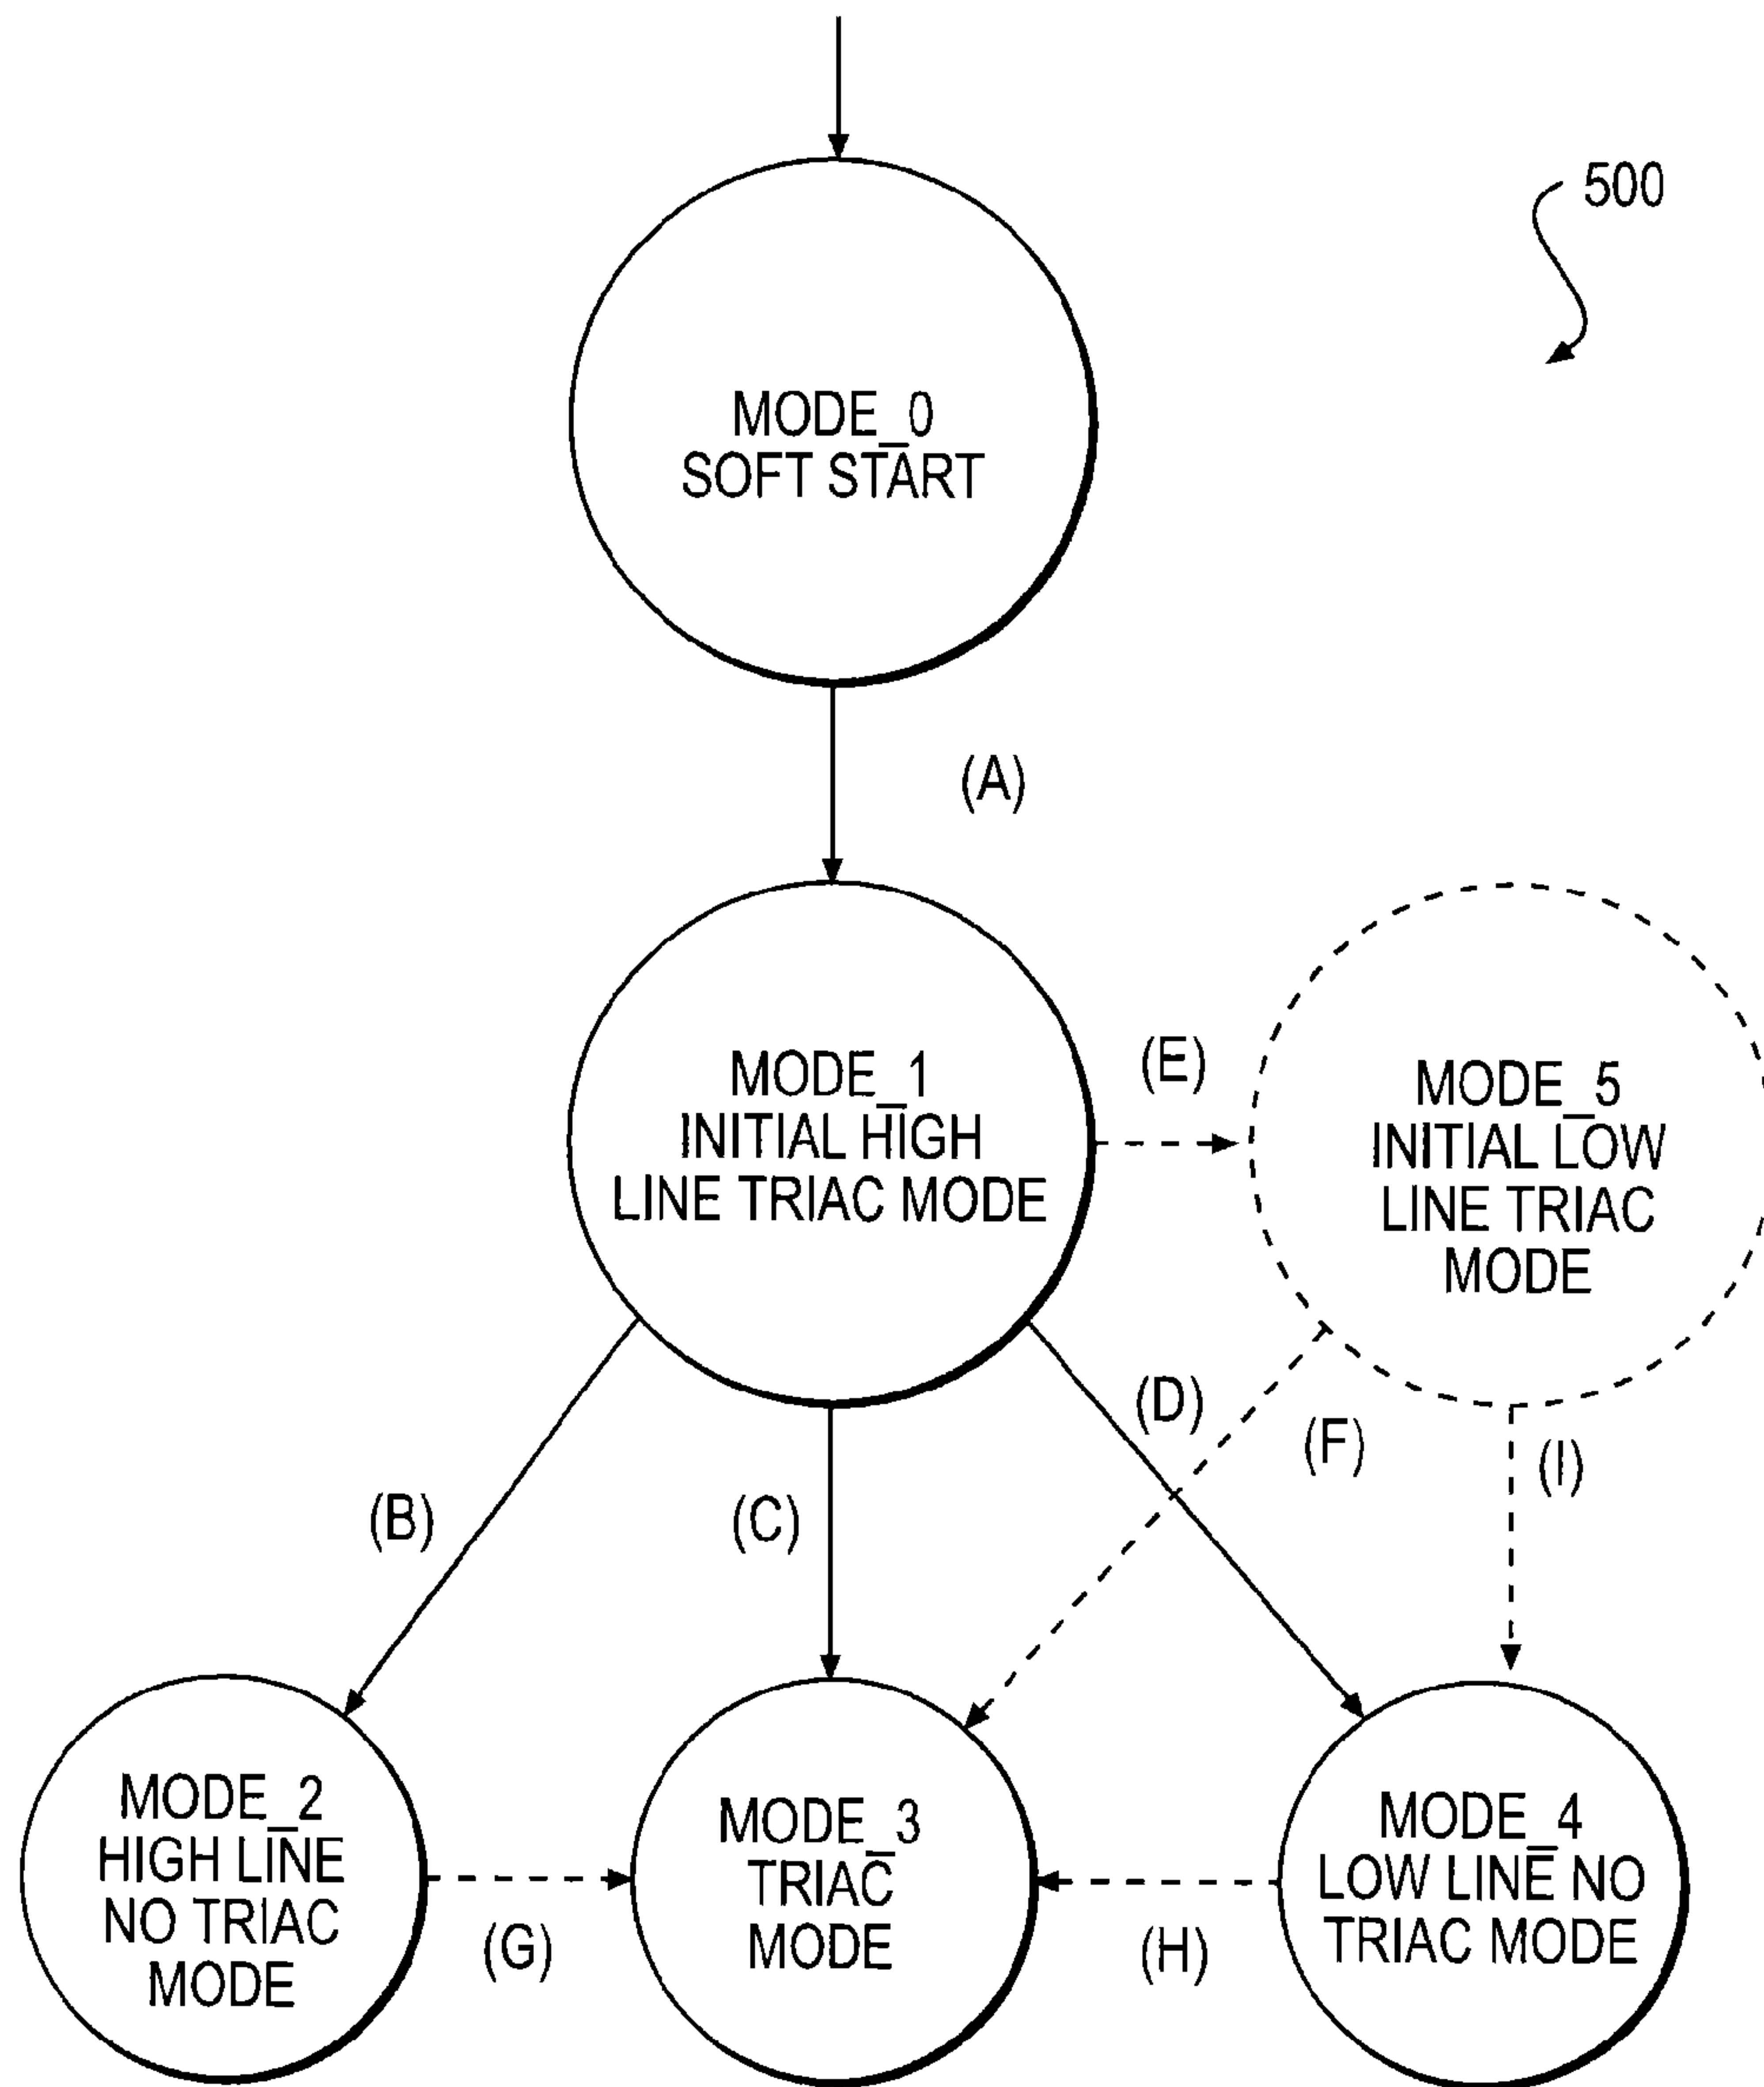 500
MODE_0
SOFT START
(A)
MODE_1
INITIAL HIGH
LINE TRIAC MODE
(E)
MODE_5
INITIAL LOW
LINE TRIAC
MODE
(D)
(F)
(I)
(B)
(C)
MODE_2
HIGH LINE
NO TRIAC
MODE
(G)
MODE_3
TRIAC
MODE
(H)
MODE_4
LOW LINE NO
TRIAC MODE